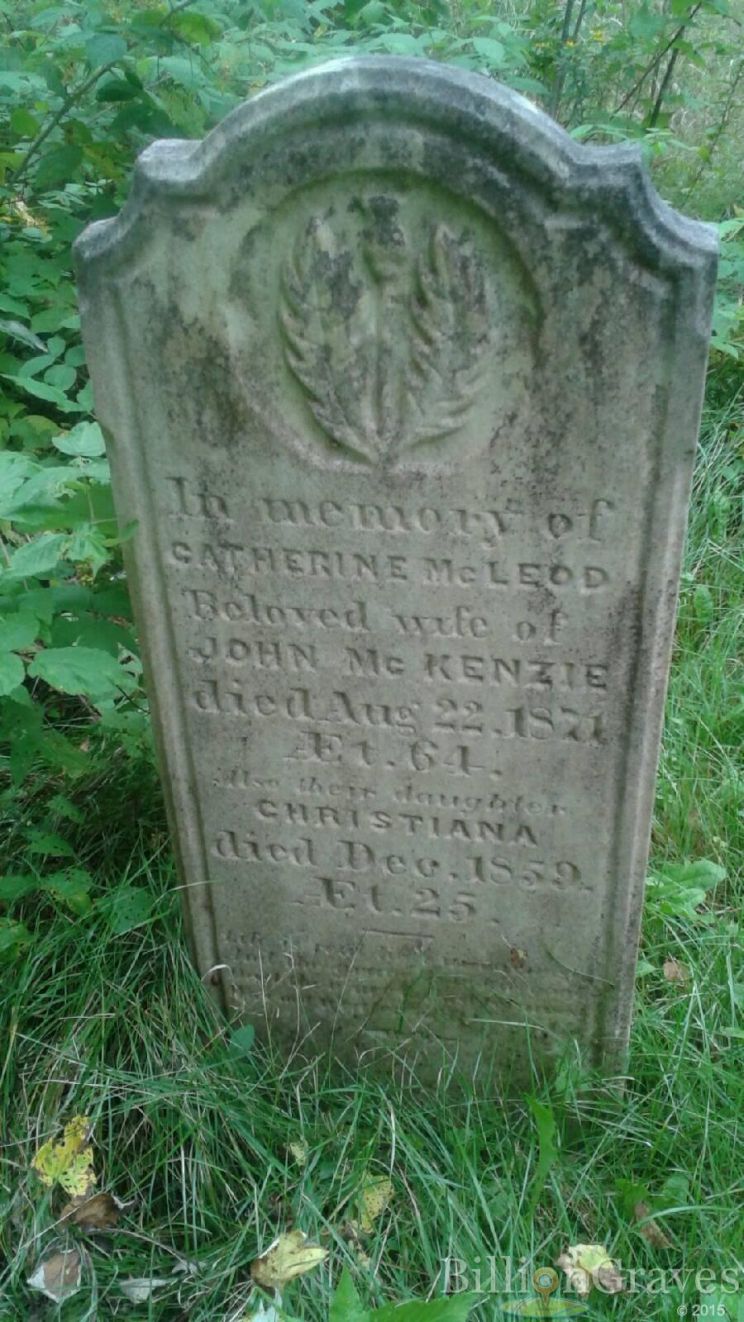 In memory of
CATHERINE McLEOD
Beloved wife of
JOHN McKENZIE
died Aug 22, 1871
Æt. 64.
Also their daughter
CHRISTIANA
died Dec. 1859.
Æt. 25.
BillionGraves
© 2015